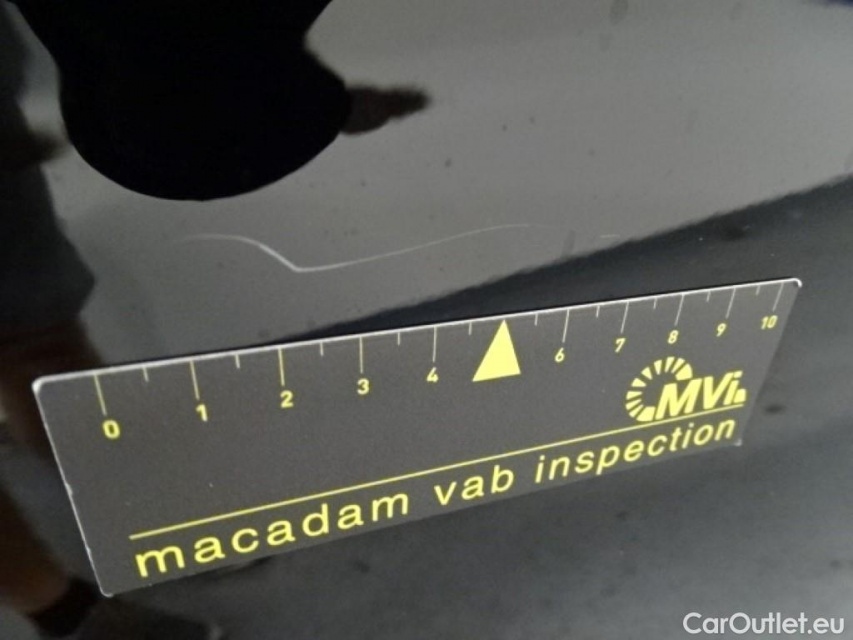 0 1 2 3 4 6 7 8 9 10
MVi
macadam vab inspection
CarOutlet.eu